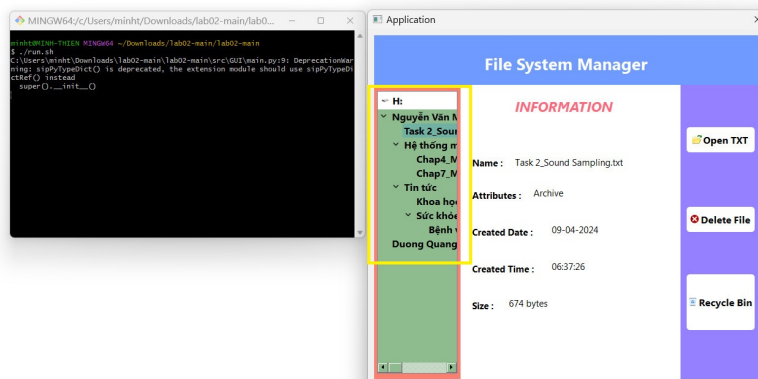 MINGW64:/c/Users/minht/Downloads/lab02-main/lab0...
minht@MINH-THIEN MINGW64 ~/Downloads/lab02-main/lab02-main
$ ./run.sh
C:\Users\minht\Downloads\lab02-main\lab02-main\src\GUI\main.py:9: DeprecationWar
ning: sipPyTypeDict() is deprecated, the extension module should use sipPyTypeDi
ctRef() instead
super().__init__()
Application
File System Manager
H:
Nguyễn Văn
Task 2_Soun
Hệ thống m
Chap4_M
Chap7_M
Tin tức
Khoa học
Sức khỏe
Bệnh
Duong Quang
INFORMATION
Name : Task 2_Sound Sampling.txt
Attributes : Archive
Created Date : 09-04-2024
Created Time : 06:37:26
Size : 674 bytes
Open TXT
Delete File
Recycle Bin